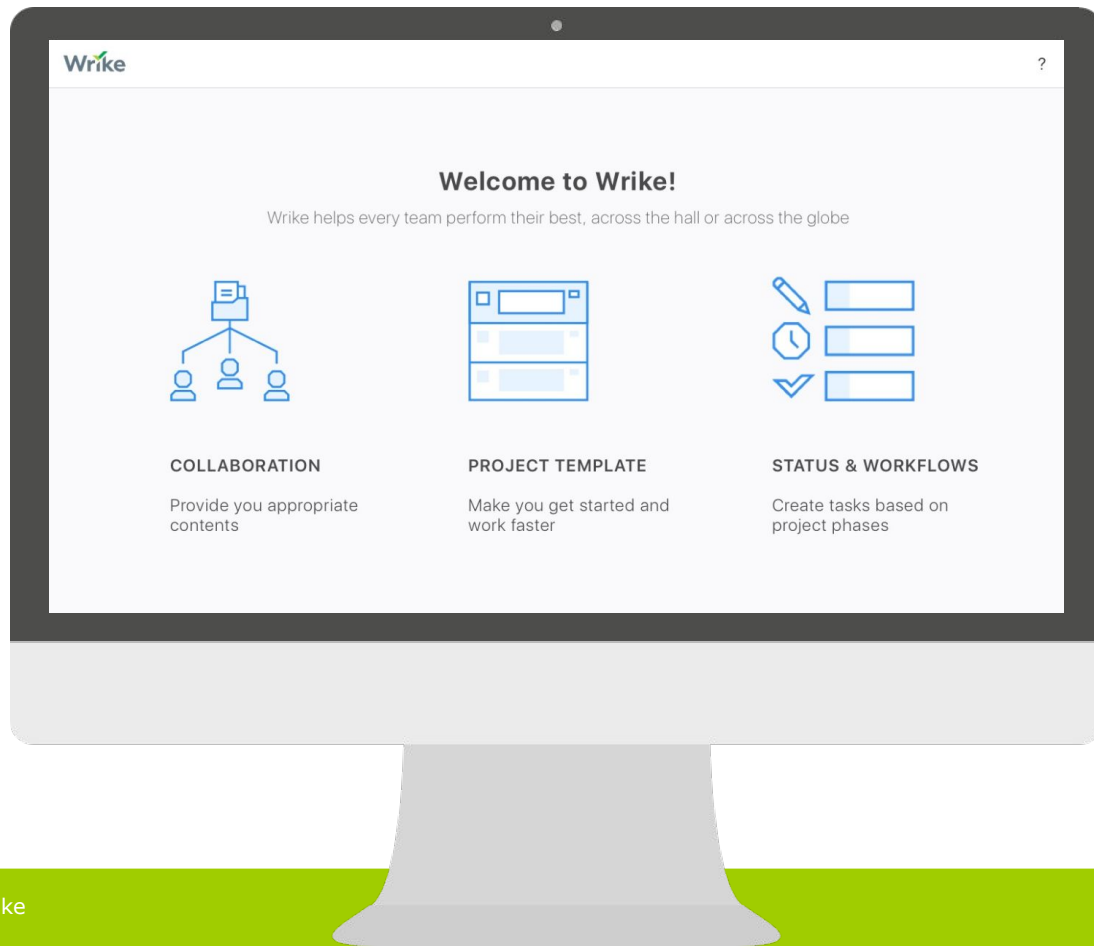 Wrike
?
Welcome to Wrike!
Wrike helps every team perform their best, across the hall or across the globe
COLLABORATION
Provide you appropriate
contents
PROJECT TEMPLATE
Make you get started and
work faster
STATUS & WORKFLOWS
Create tasks based on
project phases
ke